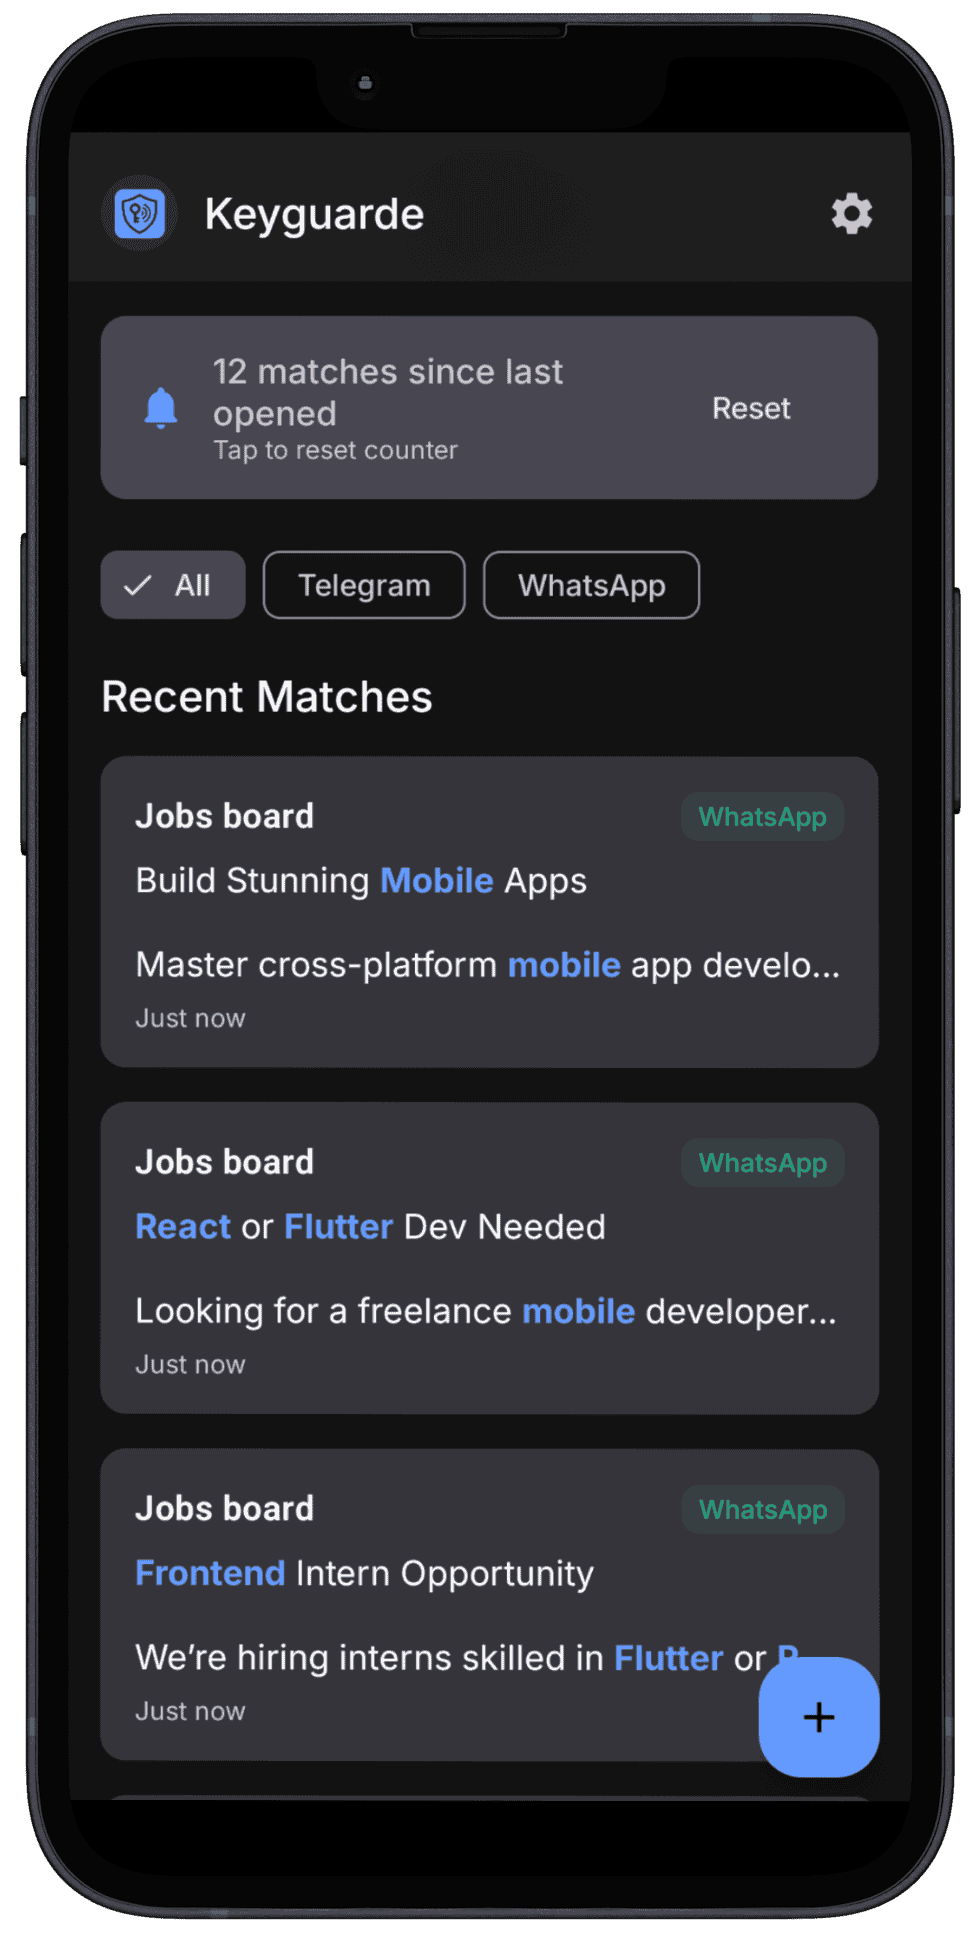 Keyguarde
12 matches since last
opened
Tap to reset counter
Reset
All
Telegram
WhatsApp
Recent Matches
Jobs board
WhatsApp
Build Stunning Mobile Apps
Master cross-platform mobile app develo...
Just now
Jobs board
WhatsApp
React or Flutter Dev Needed
Looking for a freelance mobile developer...
Just now
Jobs board
WhatsApp
Frontend Intern Opportunity
We’re hiring interns skilled in Flutter or
Just now
+